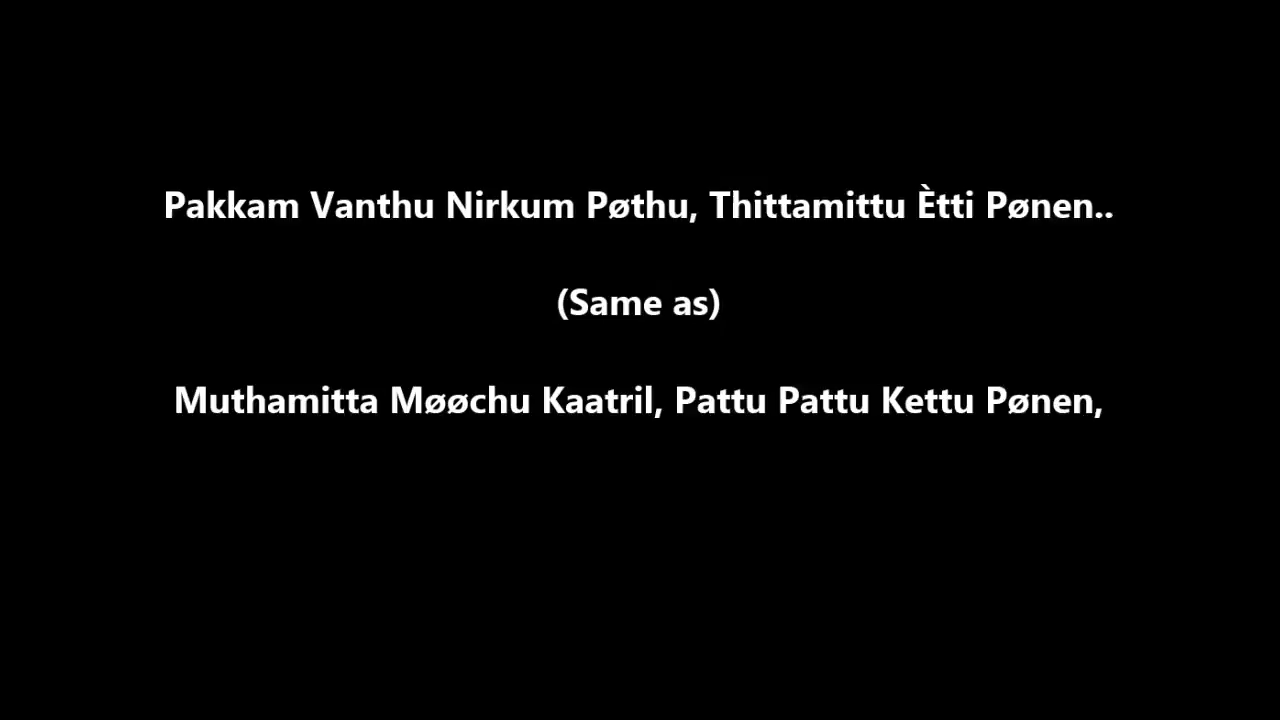 Pakkam Vanthu Nirkum Pøthu, Thittamittu Ètti Pønen..
(Same as)
Muthamitta Møøchu Kaatril, Pattu Pattu Kettu Pønen,